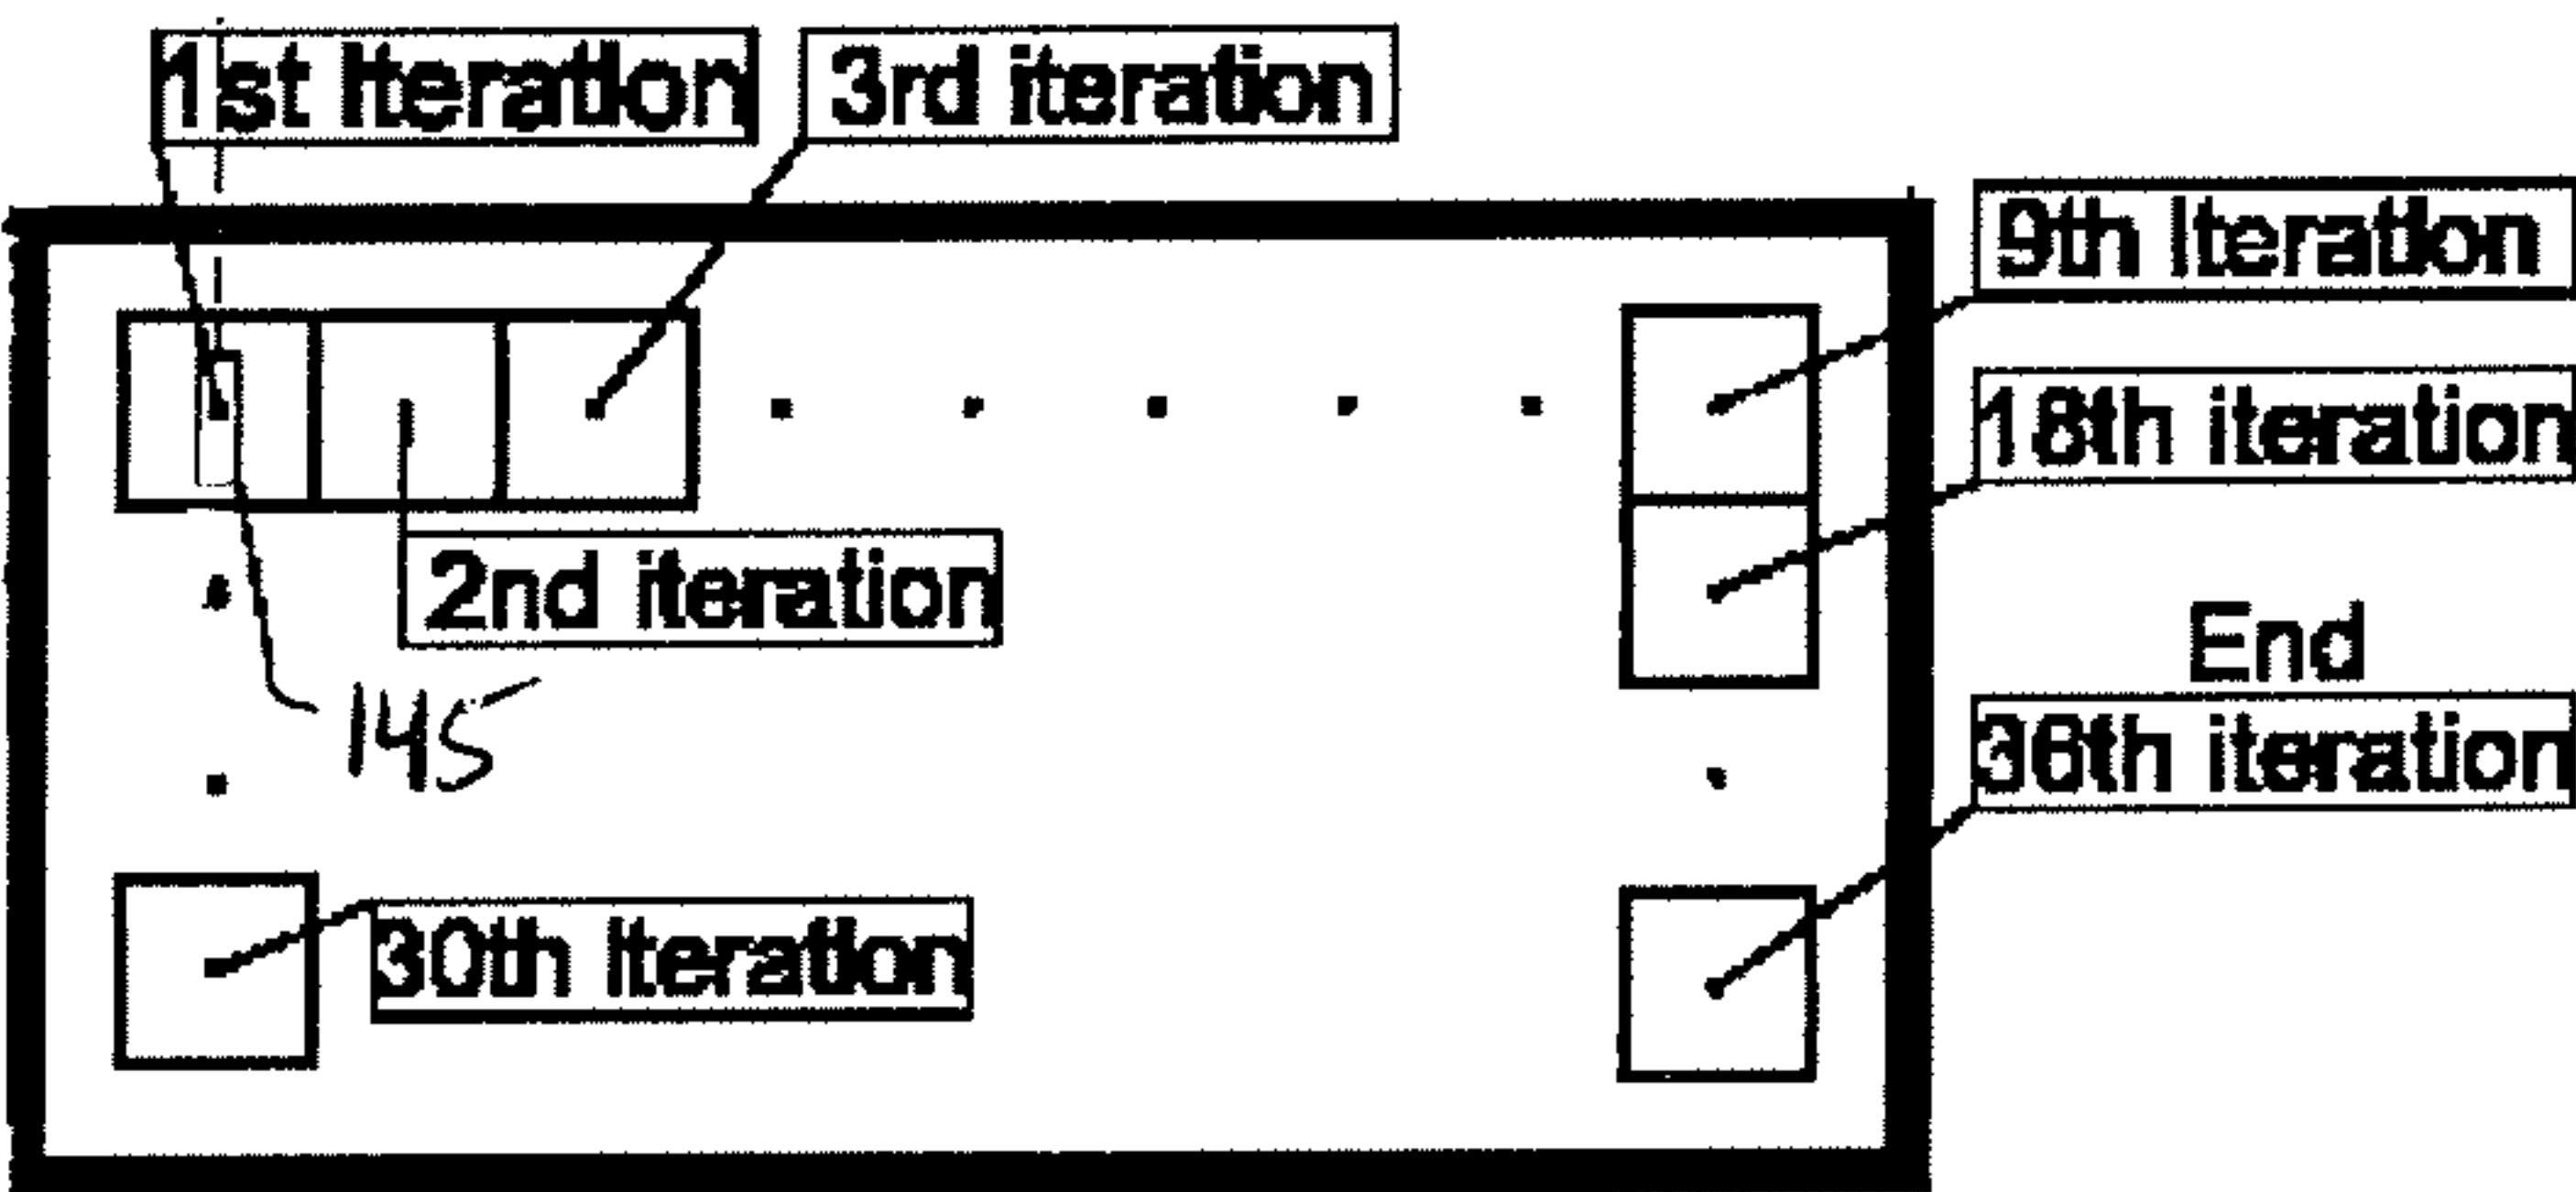 1st Iteration
3rd iteration
9th Iteration
18th iteration
2nd iteration
End
36th iteration
145
30th Iteration